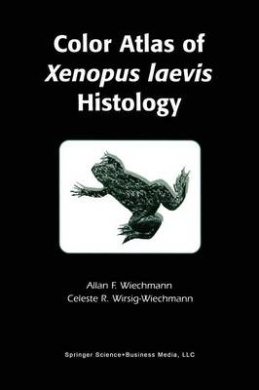 Color Atlas of
Xenopus laevis
Histology
Allan F. Wiechmann
Celeste R. Wirsig-Wiechmann
Springer Science+Business Media, LLC